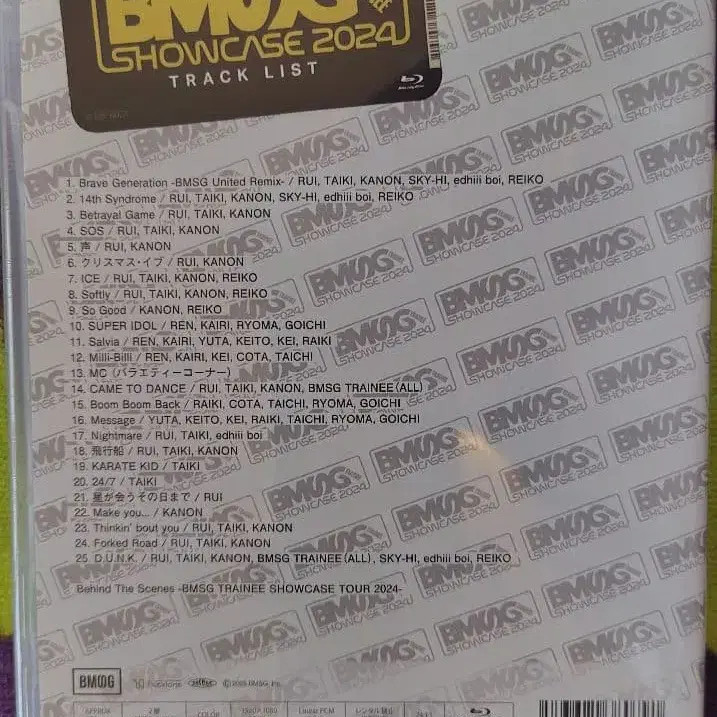 BMSG
SHOWCASE 2024
TRACK LIST
1. Brave Generation -BMSG United Remix- / RUI, TAIKI, KANON, SKY-HI, edhiii boi, REIKO
2. 14th Syndrome / RUI, TAIKI, KANON, SKY-HI, edhiii boi, REIKO
3. Betrayal Game / RUI, TAIKI, KANON
4. SOS / RUI, TAIKI, KANON
5. 声 / RUI, KANON
6. クリスマス・イブ / RUI, KANON
7. ICE / RUI, TAIKI, KANON, REIKO
8. Softly / RUI, TAIKI, KANON, REIKO
9. So Good / KANON, REIKO
10. SUPER IDOL / REN, KAIRI, RYOMA, GOICHI
11. Salvia / REN, KAIRI, YUTA, KEITO, KEI, RAIKI
12. Milli-Billi / REN, KAIRI, KEI, COTA, TAICHI
13. MC（バラエティーコーナー）
14. CAME TO DANCE / RUI, TAIKI, KANON, BMSG TRAINEE（ALL）
15. Boom Boom Back / RAIKI, COTA, TAICHI, RYOMA, GOICHI
16. Message / YUTA, KEITO, KEI, RAIKI, TAICHI, RYOMA, GOICHI
17. Nightmare / RUI, TAIKI, edhiii boi
18. 飛行船 / RUI, TAIKI, KANON
19. KARATE KID / TAIKI
20. 24/7 / TAIKI
21. 星が会うその日まで / RUI
22. Make you... / KANON
23. Thinkin' bout you / RUI, TAIKI, KANON
24. Forked Road / RUI, TAIKI, KANON
25. D.U.N.K. / RUI, TAIKI, KANON, BMSG TRAINEE（ALL）, SKY-HI, edhiii boi, REIKO
Behind The Scenes -BMSG TRAINEE SHOWCASE TOUR 2024-
BMSG
COLOR
Linear PCM